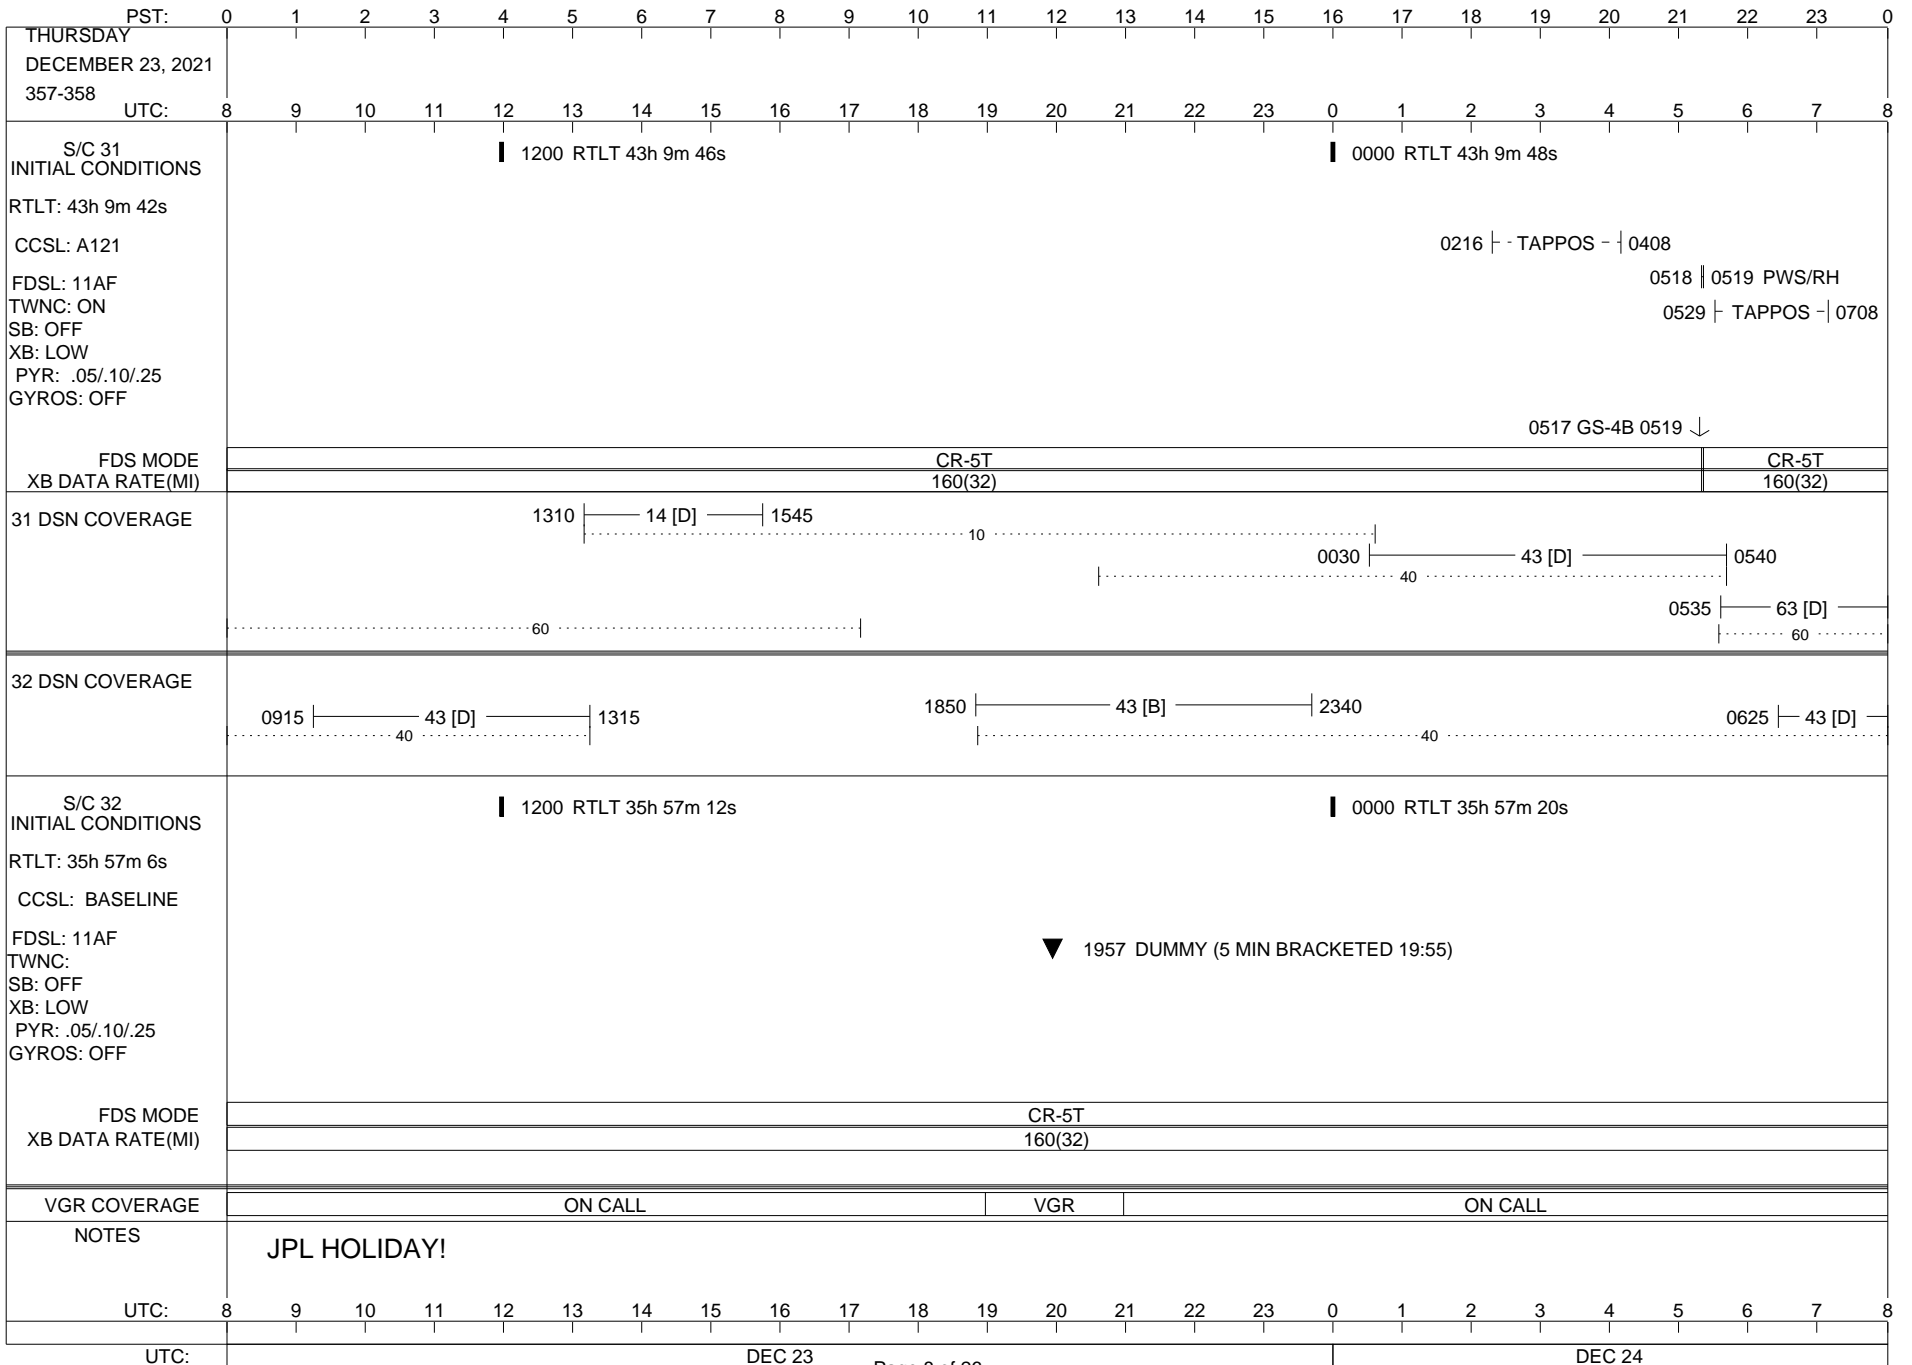 PST: 0 1 2 3 4 5 6 7 8 9 10 11 12 13 14 15 16 17 18 19 20 21 22 23 0
THURSDAY
DECEMBER 23, 2021
357-358
UTC: 8 9 10 11 12 13 14 15 16 17 18 19 20 21 22 23 0 1 2 3 4 5 6 7 8
S/C 31
INITIAL CONDITIONS
1200 RTLT 43h 9m 46s
0000 RTLT 43h 9m 48s
RTLT: 43h 9m 42s
CCSL: A121
0216 TAPPOS 0408
FDSL: 11AF
0518 0519 PWS/RH
TWNC: ON
0529 TAPPOS 0708
SB: OFF
XB: LOW
PYR: .05/.10/.25
GYROS: OFF
0517 GS-4B 0519
FDS MODE CR-5T CR-5T
XB DATA RATE(MI) 160(32) 160(32)
31 DSN COVERAGE
1310 14 [D] 1545
10
0030 43 [D] 0540
40
0535 63 [D]
60 60
32 DSN COVERAGE
0915 43 [D] 1315
1850 43 [B] 2340
0625 43 [D]
40 40
S/C 32
INITIAL CONDITIONS
1200 RTLT 35h 57m 12s
0000 RTLT 35h 57m 20s
RTLT: 35h 57m 6s
CCSL: BASELINE
FDSL: 11AF
1957 DUMMY (5 MIN BRACKETED 19:55)
TWNC:
SB: OFF
XB: LOW
PYR: .05/.10/.25
GYROS: OFF
FDS MODE CR-5T
XB DATA RATE(MI) 160(32)
VGR COVERAGE ON CALL VGR ON CALL
NOTES
JPL HOLIDAY!
UTC: 8 9 10 11 12 13 14 15 16 17 18 19 20 21 22 23 0 1 2 3 4 5 6 7 8
UTC: DEC 23 DEC 24